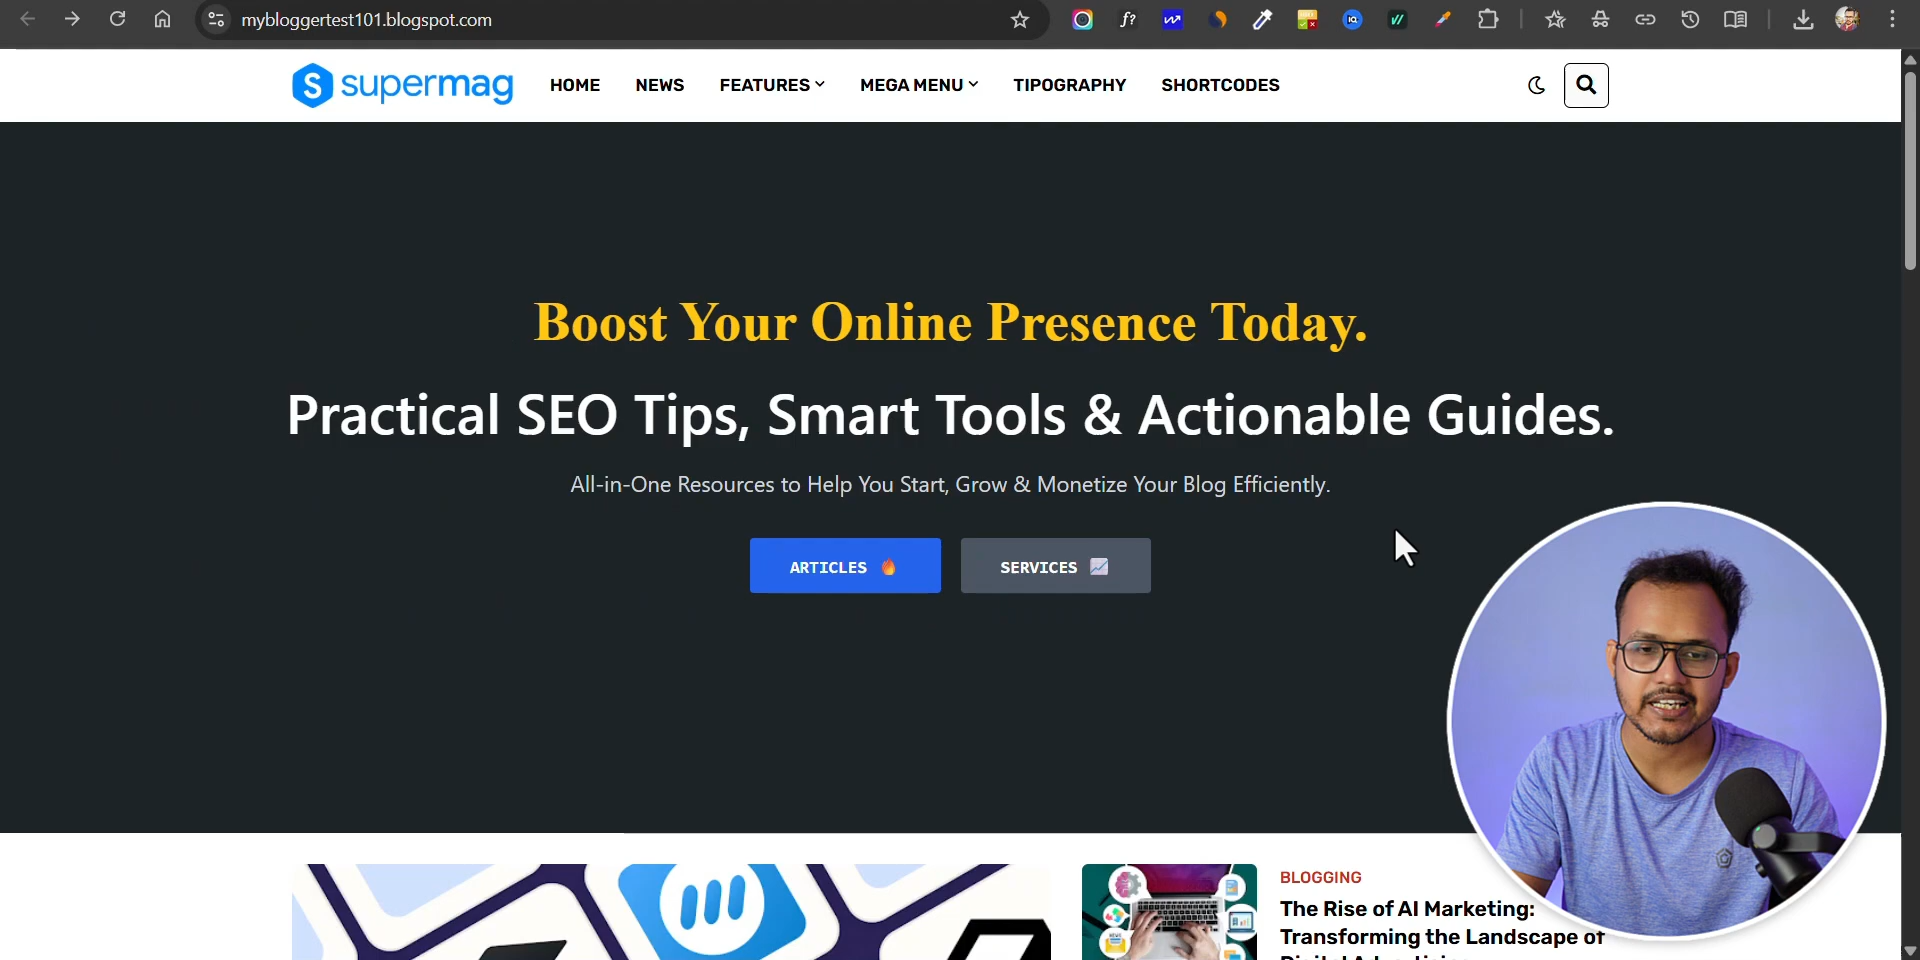 mybloggertest101.blogspot.com
supermag
HOME
NEWS
FEATURES
MEGA MENU
TIPOGRAPHY
SHORTCODES
Boost Your Online Presence Today.
Practical SEO Tips, Smart Tools & Actionable Guides.
All-in-One Resources to Help You Start, Grow & Monetize Your Blog Efficiently.
ARTICLES
SERVICES
BLOGGING
The Rise of AI Marketing:
Transforming the Landscape of